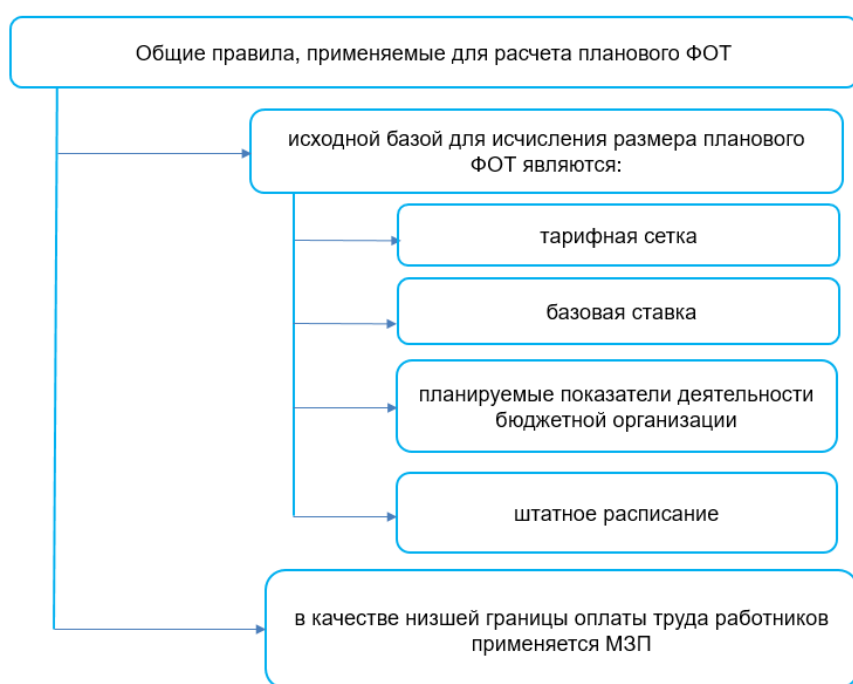 Общие правила, применяемые для расчета планового ФОТ
исходной базой для исчисления размера планового
ФОТ являются:
тарифная сетка
базовая ставка
планируемые показатели деятельности
бюджетной организации
штатное расписание
в качестве низшей границы оплаты труда работников
применяется МЗП